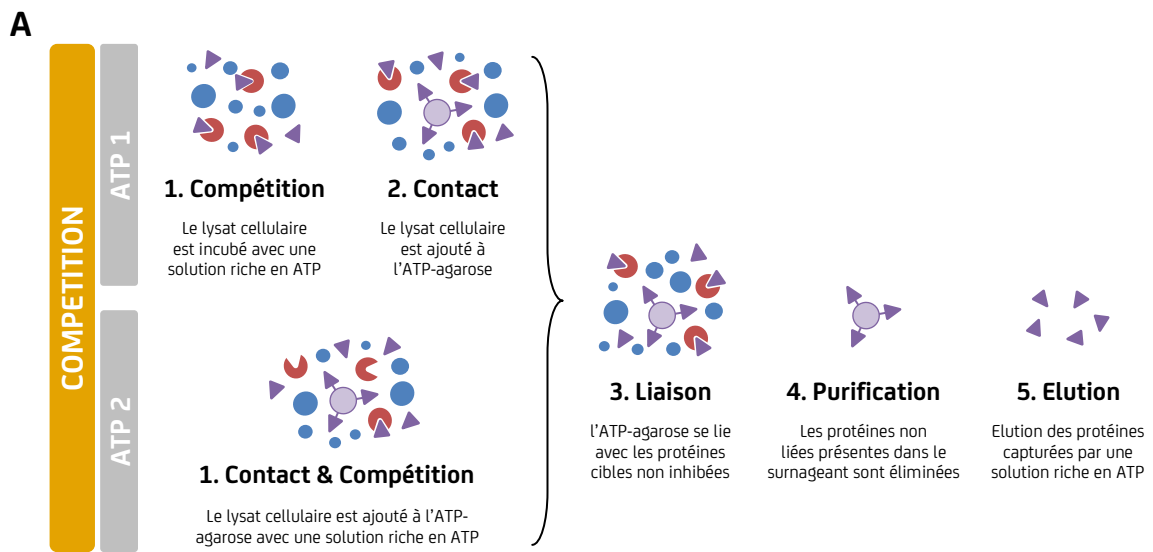 A
COMPETITION
ATP 1
1. Compétition
Le lysat cellulaire
est incubé avec une
solution riche en ATP
2. Contact
Le lysat cellulaire
est ajouté à
l'ATP-agarose
ATP 2
1. Contact & Compétition
Le lysat cellulaire est ajouté à l'ATP-
agarose avec une solution riche en ATP
3. Liaison
l'ATP-agarose se lie
avec les protéines
cibles non inhibées
4. Purification
Les protéines non
liées présentes dans le
surnageant sont éliminées
5. Elution
Elution des protéines
capturées par une
solution riche en ATP